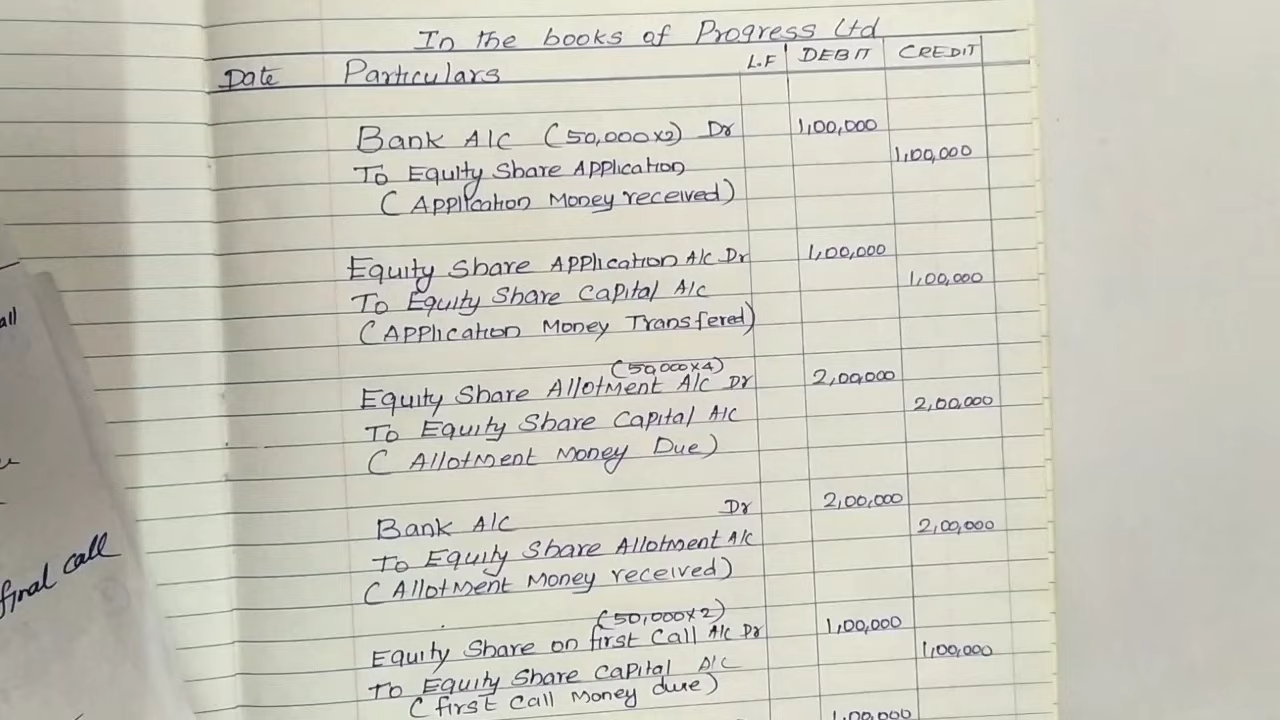 In the books of Progress Ltd
Date Particulars L.F DEBIT CREDIT
Bank A/C (50,000x2) Dr 1,00,000
To Equity Share Application 1,00,000
(Application Money received)
Equity Share Application A/c Dr 1,00,000
To Equity Share Capital A/c 1,00,000
(Application Money Transfered)
(50,000x4)
Equity Share Allotment A/c Dr 2,00,000
To Equity Share Capital A/c 2,00,000
(Allotment Money Due)
Bank A/c Dr 2,00,000
To Equity Share Allotment A/c 2,00,000
(Allotment Money received)
(50,000x2)
Equity Share on first Call A/c Dr 1,00,000
To Equity Share Capital A/c 1,00,000
(first Call Money due)
1,00,000
all
final call